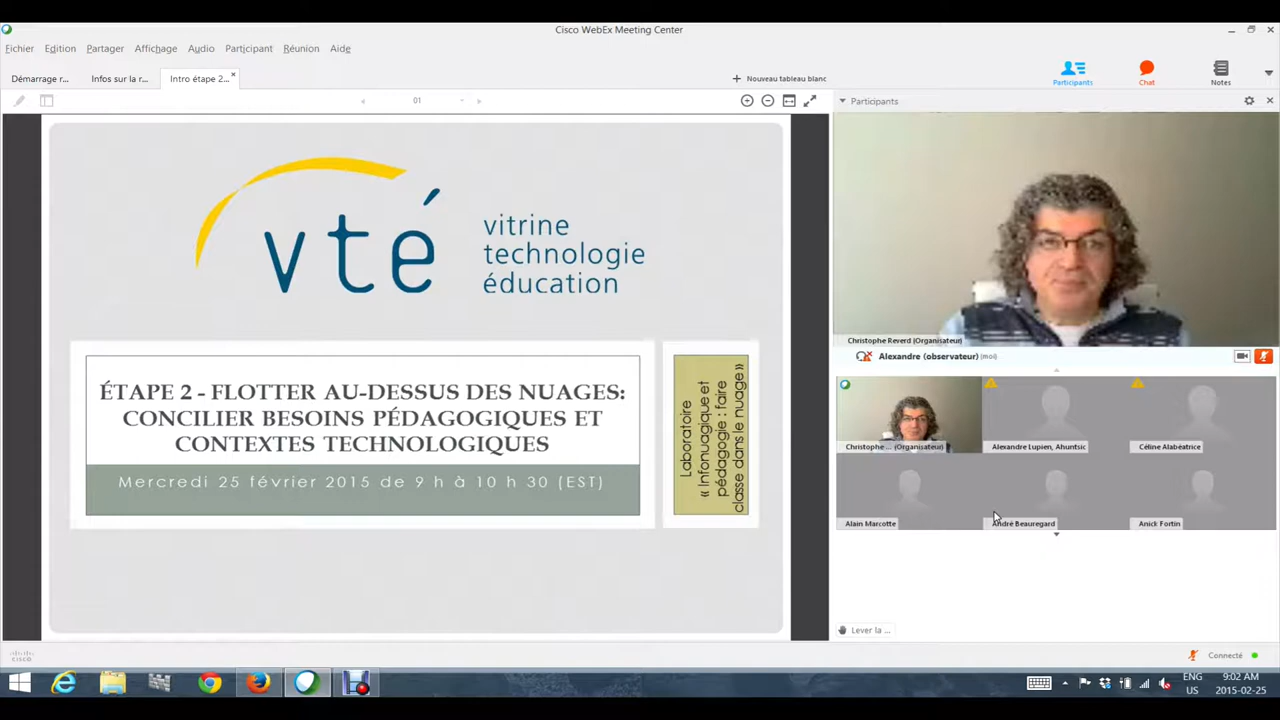 Cisco WebEx Meeting Center
Fichier Edition Partager Affichage Audio Participant Réunion Aide
Démarrage r... Infos sur la r... Intro étape 2... Nouveau tableau blanc
Participants Chat Notes
01
Participants
vté
vitrine
technologie
éducation
ÉTAPE 2 - FLOTTER AU-DESSUS DES NUAGES:
CONCILIER BESOINS PÉDAGOGIQUES ET
CONTEXTES TECHNOLOGIQUES
Mercredi 25 février 2015 de 9 h à 10 h 30 (EST)
Laboratoire
« Infonuagique et
pédagogie : faire
classe dans le nuage»
Christophe Reverd (Organisateur)
Alexandre (observateur) (moi)
Christophe ... (Organisateur)
Alexandre Lupien, Ahuntsic
Céline Alabéatrice
Alain Marcotte
André Beauregard
Anick Fortin
Lever la ...
cisco
Connecté
ENG
US
9:02 AM
2015-02-25